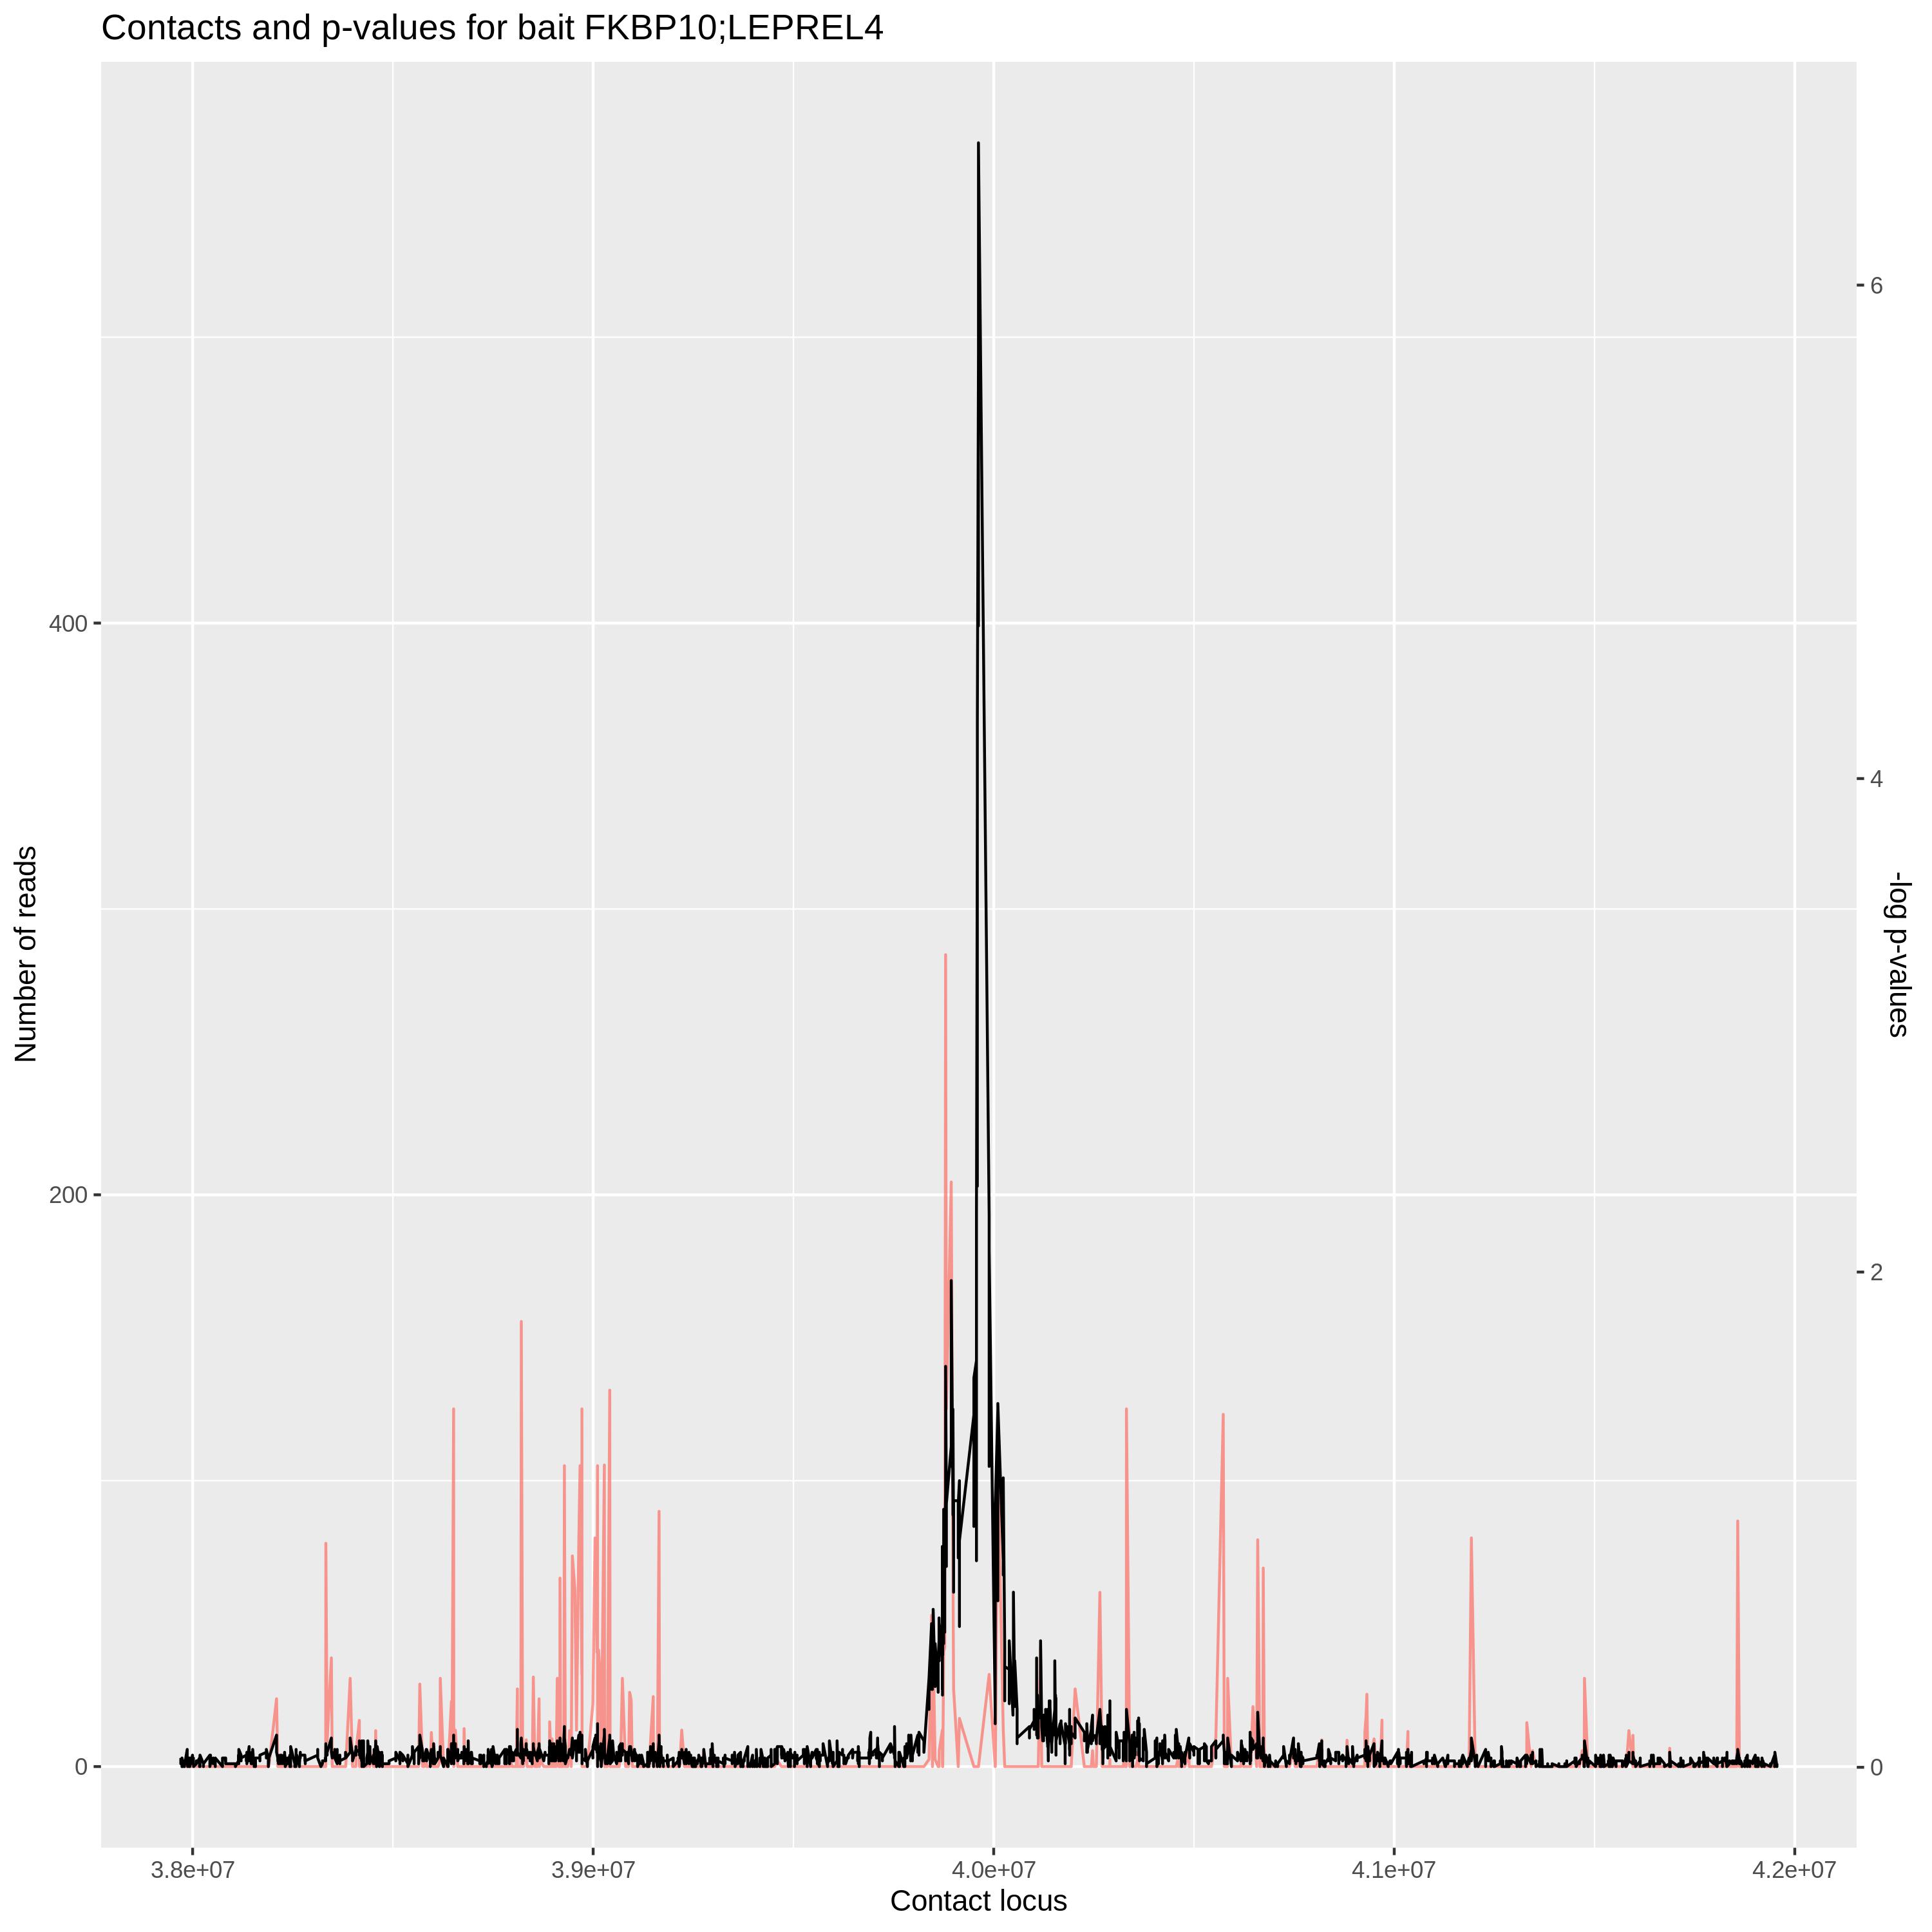 Contacts and p-values for bait FKBP10;LEPREL4
Number of reads
400
200
0
6
4
2
0
-log p-values
3.8e+07
3.9e+07
4.0e+07
4.1e+07
4.2e+07
Contact locus